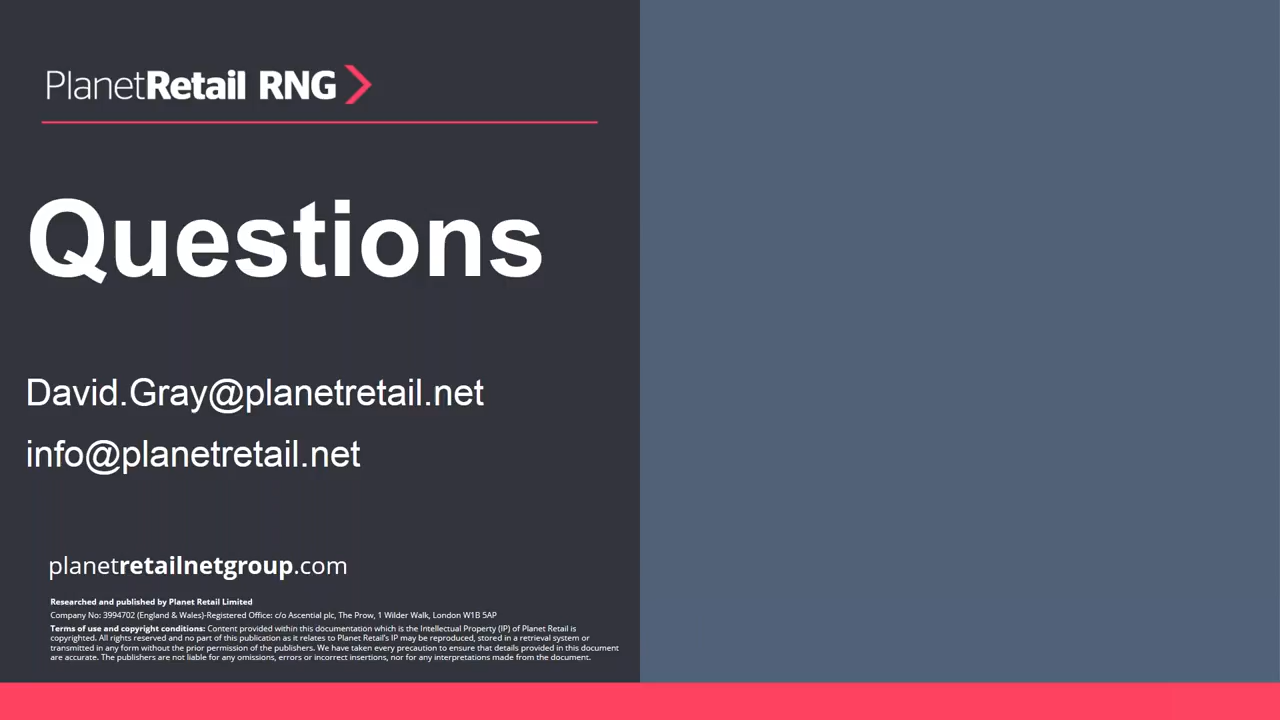 PlanetRetail RNG
Questions
David.Gray@planetretail.net
info@planetretail.net
planetretailnetgroup.com
Researched and published by Planet Retail Limited
Company No: 3994702 (England & Wales)-Registered Office: c/o Ascential plc, The Prow, 1 Wilder Walk, London W1B 5AP
Terms of use and copyright conditions: Content provided within this documentation which is the Intellectual Property (IP) of Planet Retail is
copyrighted. All rights reserved and no part of this publication as it relates to Planet Retail's IP may be reproduced, stored in a retrieval system or
transmitted in any form without the prior permission of the publishers. We have taken every precaution to ensure that details provided in this document
are accurate. The publishers are not liable for any omissions, errors or incorrect insertions, nor for any interpretations made from the document.